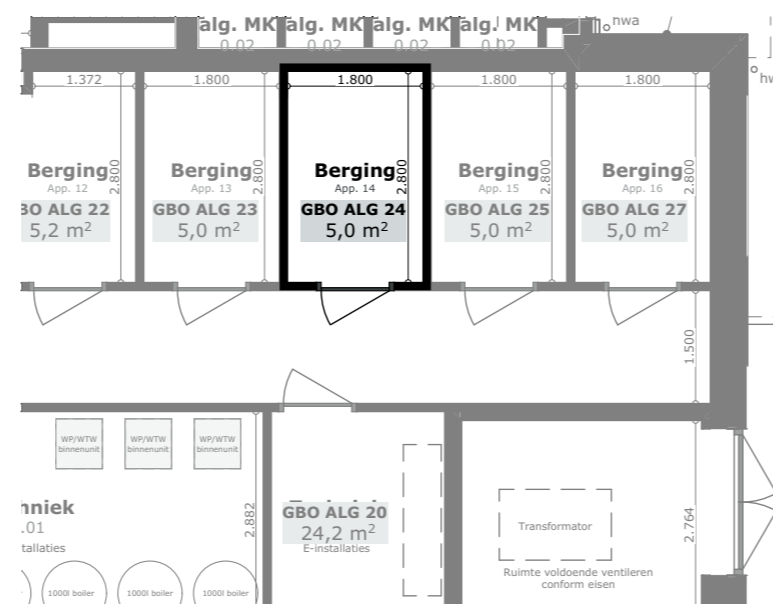 alg. MK alg. MK alg. MK alg. MK nwa
0.02 0.02 0.02 0.02
1.372 1.800 1.800 1.800 1.800
Berging Berging Berging Berging Berging
App. 12 App. 13 App. 14 App. 15 App. 16
2.800 2.800 2.800 2.800 2.800
GBO ALG 23 GBO ALG 24 GBO ALG 25 GBO ALG 27
ALG 22
5,2 m² 5,0 m² 5,0 m² 5,0 m² 5,0 m²
1.500
WP/WTW WP/WTW WP/WTW
binnenunit binnenunit binnenunit
2.882
2.764
.01
GBO ALG 20
24,2 m²
E-installaties
Transformator
Ruimte voldoende ventileren
conform eisen
1000l boiler 1000l boiler 1000l boiler